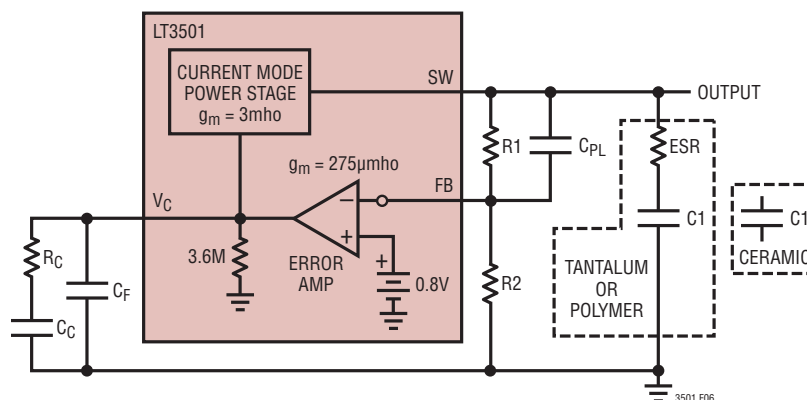 LT3501
CURRENT MODE
POWER STAGE
gm = 3mho
SW
OUTPUT
R1
CPL
ESR
gm = 275µmho
FB
VC
C1
C1
CERAMIC
RC
3.6M
ERROR
AMP
0.8V
R2
TANTALUM
OR
POLYMER
CF
CC
3501 F06